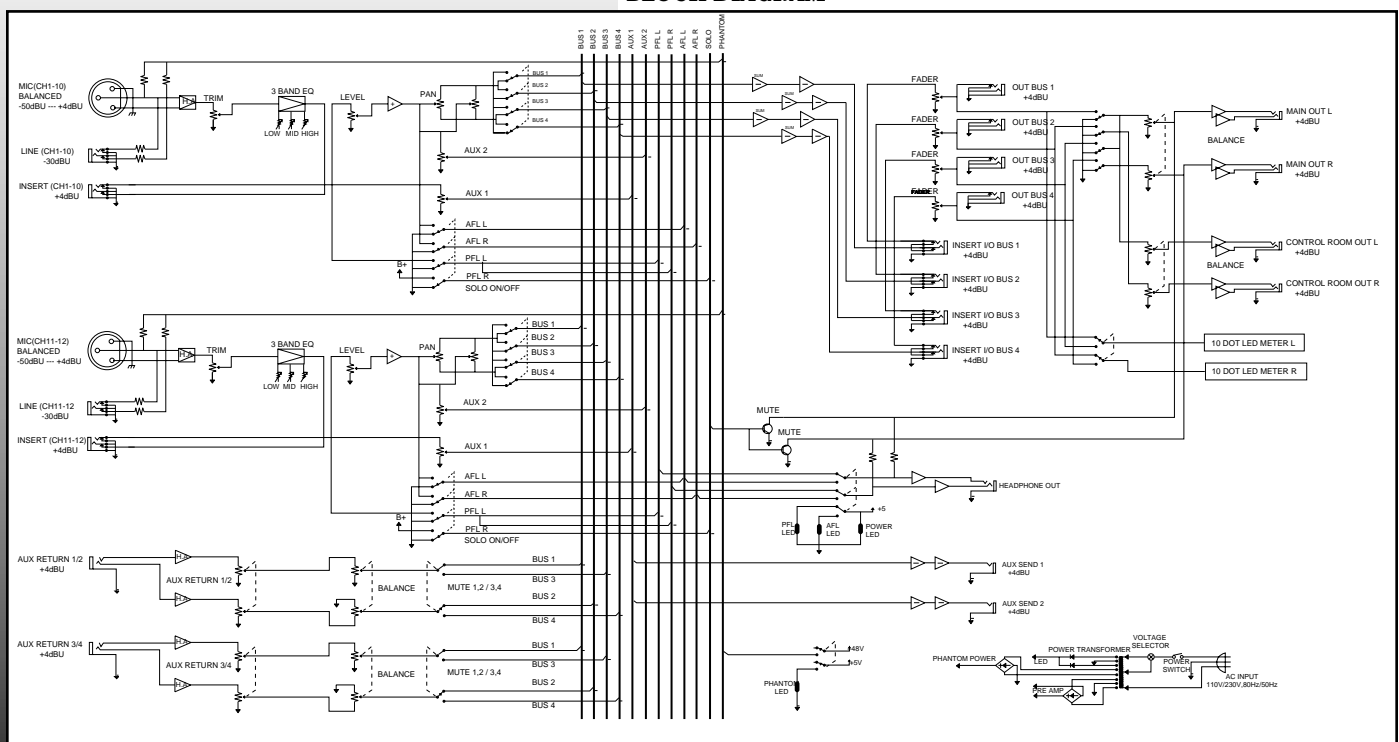 BLOCK DIAGRAM
BUS 1
BUS 2
BUS 3
BUS 4
AUX 1
AUX 2
PFL L
PFL R
AFL L
AFL R
SOLO
PHANTOM
MIC(CH1-10)
BALANCED
-50dBU --- +4dBU
H.A
TRIM
3 BAND EQ
LOW MID HIGH
LEVEL
+
PAN
BUS 1
BUS 2
BUS 3
BUS 4
LINE (CH1-10)
-30dBU
INSERT (CH1-10)
+4dBU
AUX 2
AUX 1
AFL L
AFL R
PFL L
B+
PFL R
SOLO ON/OFF
MIC(CH11-12)
BALANCED
-50dBU --- +4dBU
H.A
TRIM
3 BAND EQ
LOW MID HIGH
LEVEL
+
PAN
BUS 1
BUS 2
BUS 3
BUS 4
LINE (CH11-12
-30dBU
INSERT (CH11-12)
+4dBU
AUX 2
AUX 1
AFL L
AFL R
PFL L
B+
PFL R
SOLO ON/OFF
AUX RETURN 1/2
+4dBU
H.A
H.A
AUX RETURN 1/2
BALANCE
MUTE 1,2 / 3,4
BUS 1
BUS 3
BUS 2
BUS 4
AUX RETURN 3/4
+4dBU
H.A
H.A
AUX RETURN 3/4
BALANCE
MUTE 1,2 / 3,4
BUS 1
BUS 3
BUS 2
BUS 4
SUM
SUM
SUM
SUM
FADER
OUT BUS 1
+4dBU
FADER
OUT BUS 2
+4dBU
FADER
OUT BUS 3
+4dBU
FADER
OUT BUS 4
+4dBU
INSERT I/O BUS 1
+4dBU
INSERT I/O BUS 2
+4dBU
INSERT I/O BUS 3
+4dBU
INSERT I/O BUS 4
+4dBU
MAIN OUT L
+4dBU
BALANCE
MAIN OUT R
+4dBU
CONTROL ROOM OUT L
+4dBU
BALANCE
CONTROL ROOM OUT R
+4dBU
10 DOT LED METER L
10 DOT LED METER R
MUTE
MUTE
HEADPHONE OUT
+5
PFL
LED
AFL
LED
POWER
LED
AUX SEND 1
+4dBU
AUX SEND 2
+4dBU
48V
+5V
PHANTOM
LED
PHANTOM POWER
LED
POWER TRANSFORMER
VOLTAGE
SELECTOR
POWER
SWITCH
PRE AMP
AC INPUT
110V/230V,80Hz/50Hz